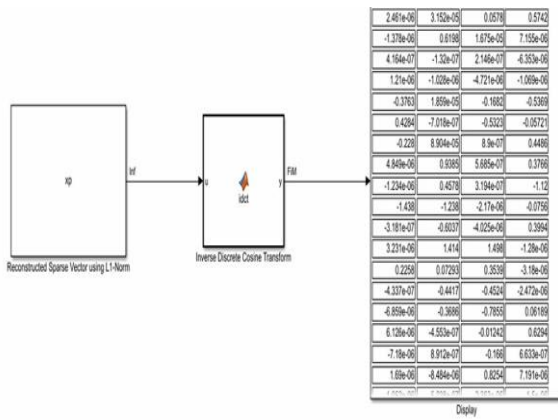 2.461e-06 3.152e-05 0.0578 0.5742
-1.378e-06 0.6198 1.675e-05 7.155e-06
4.164e-07 -1.32e-07 2.146e-07 -6.353e-06
1.21e-06 -1.028e-06 -4.721e-06 -1.069e-06
-0.3763 1.859e-05 -0.1682 -0.5369
0.4284 -7.018e-07 -0.5323 -0.05721
-0.228 8.904e-05 8.9e-07 0.4486
4.849e-06 0.9385 5.685e-07 0.3766
-1.234e-06 0.4578 3.194e-07 -1.12
-1.438 -1.238 -2.17e-06 -0.0756
-3.181e-07 -0.6037 -4.025e-06 0.3994
3.231e-06 1.414 1.498 -1.28e-06
0.2258 0.07293 0.3539 -3.18e-06
-4.337e-07 -0.4417 -0.4524 -2.472e-06
-6.859e-06 -0.3686 -0.7855 0.06189
6.126e-06 -4.553e-07 -0.01242 0.6294
-7.18e-06 8.912e-07 -0.166 6.633e-07
1.69e-06 -8.484e-06 0.8254 7.191e-06
Display
xp
Inf
Reconstructed Sparse Vector using L1-Norm
u
idct
y
Inverse Discrete Cosine Transform